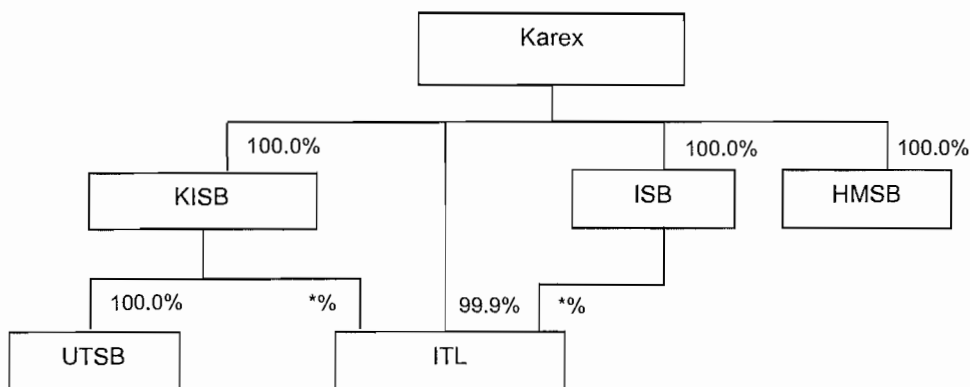 Karex
100.0%
100.0%
100.0%
KISB
ISB
HMSB
100.0%
*%
99.9%
*%
UTSB
ITL